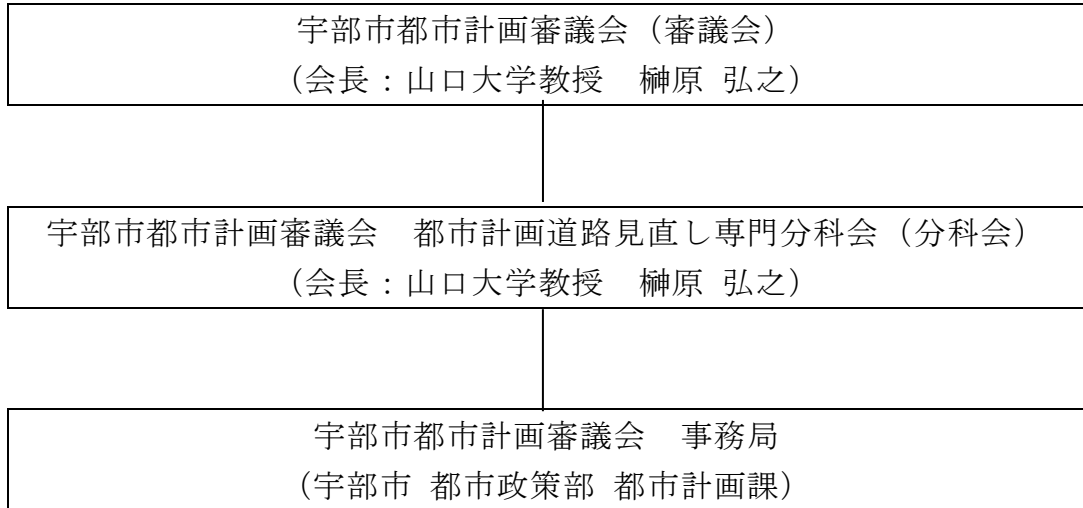 宇部市都市計画審議会（審議会）
（会長：山口大学教授　榊原 弘之）
宇部市都市計画審議会　都市計画道路見直し専門分科会（分科会）
（会長：山口大学教授　榊原 弘之）
宇部市都市計画審議会　事務局
（宇部市 都市政策部 都市計画課）